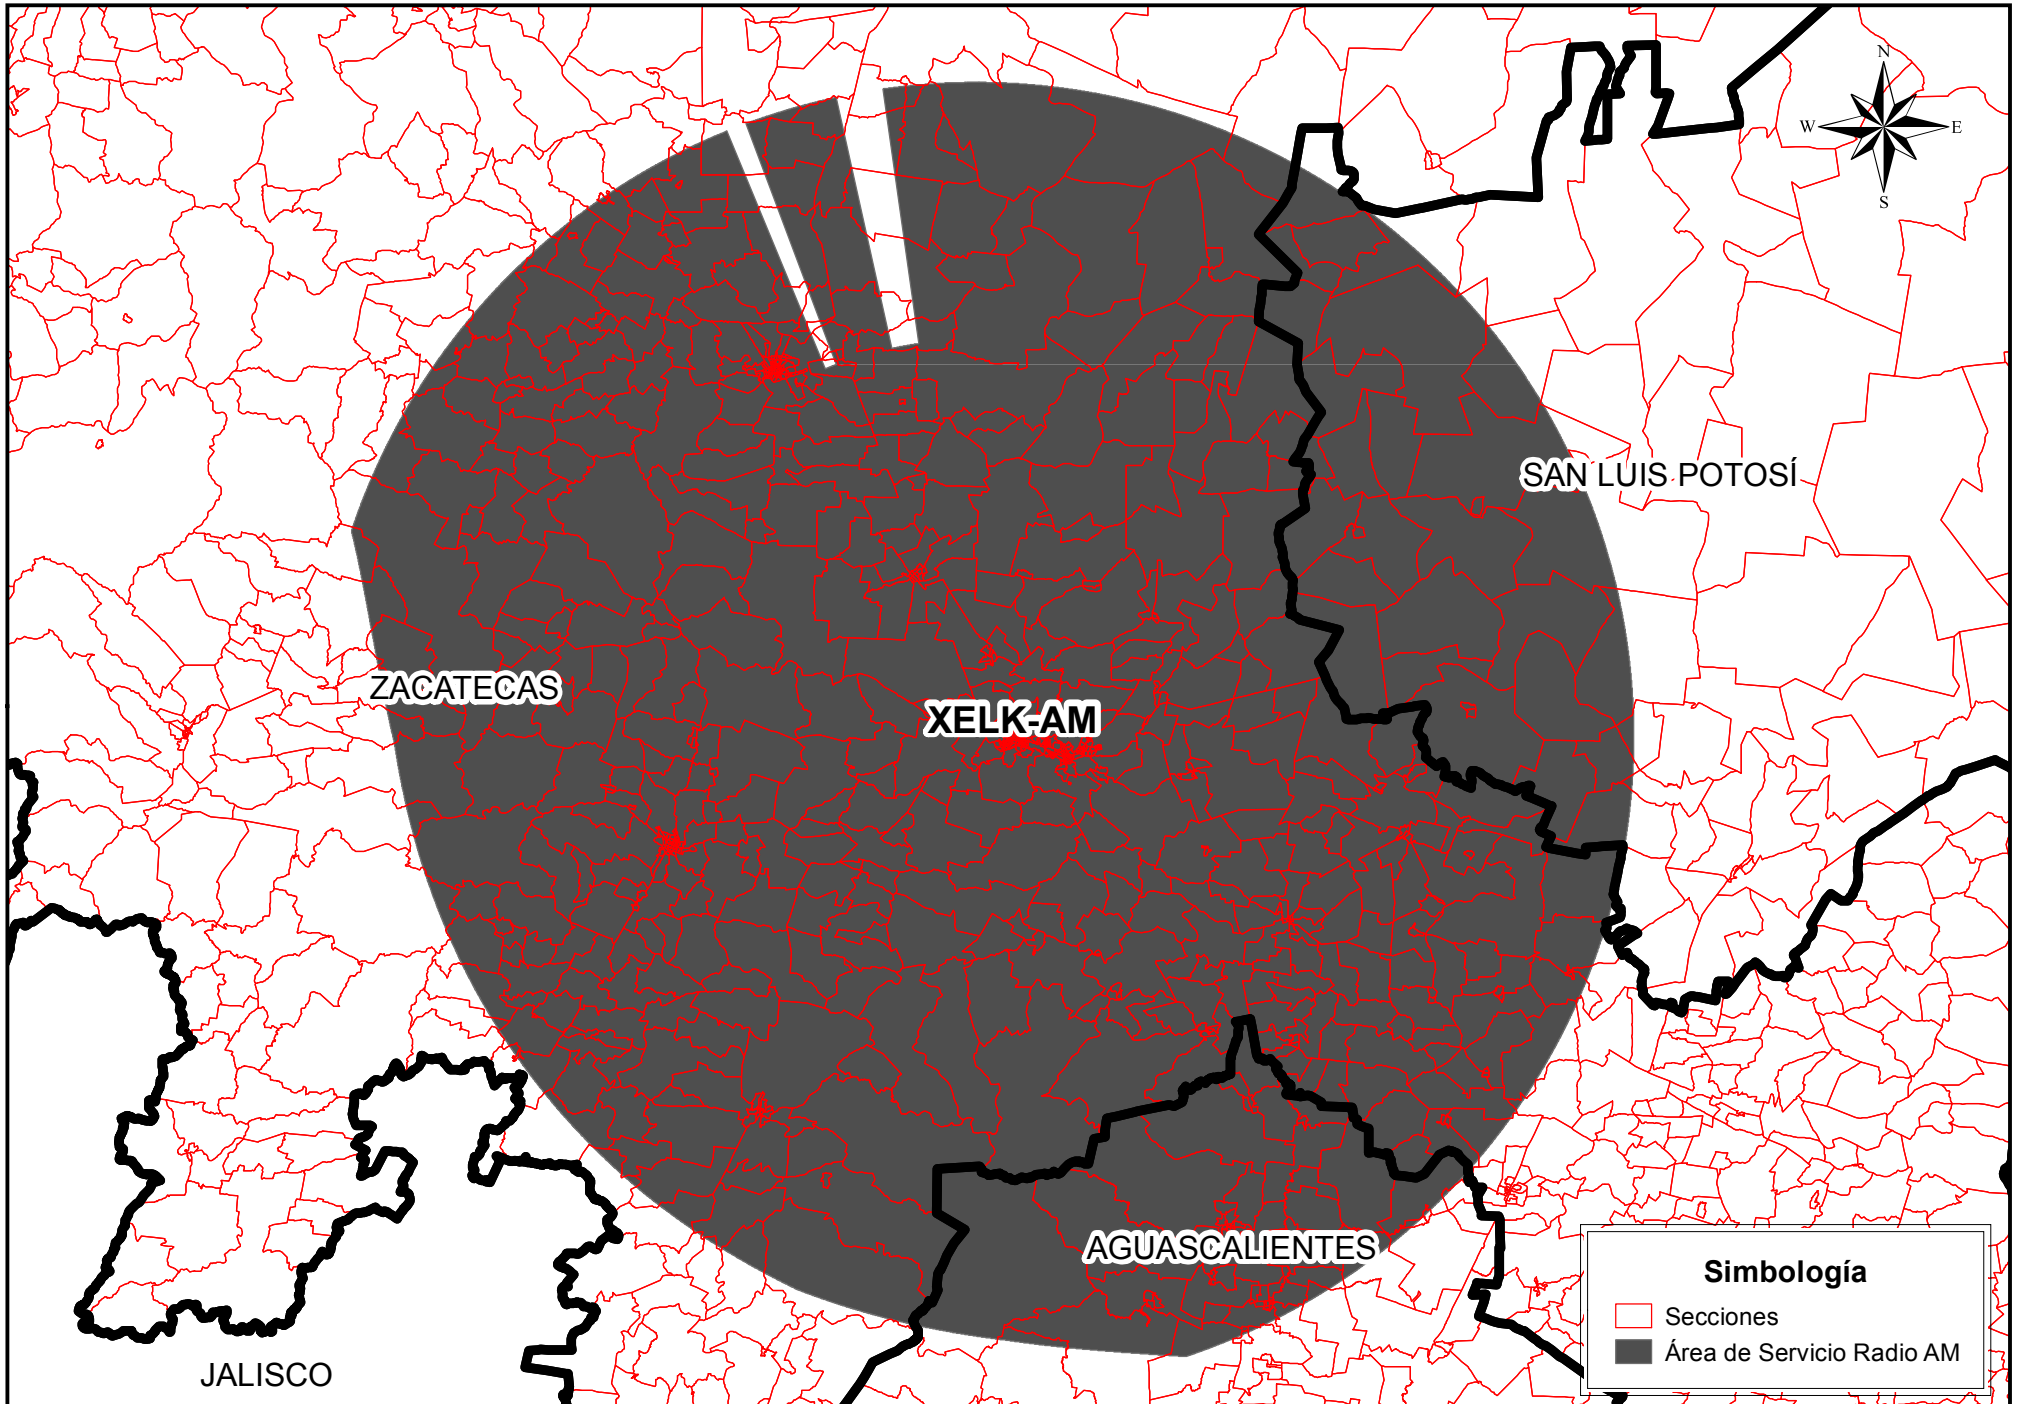 N
W E
S
SAN LUIS POTOSÍ
ZACATECAS
XELK-AM
AGUASCALIENTES
JALISCO
Simbología
Secciones
Área de Servicio Radio AM